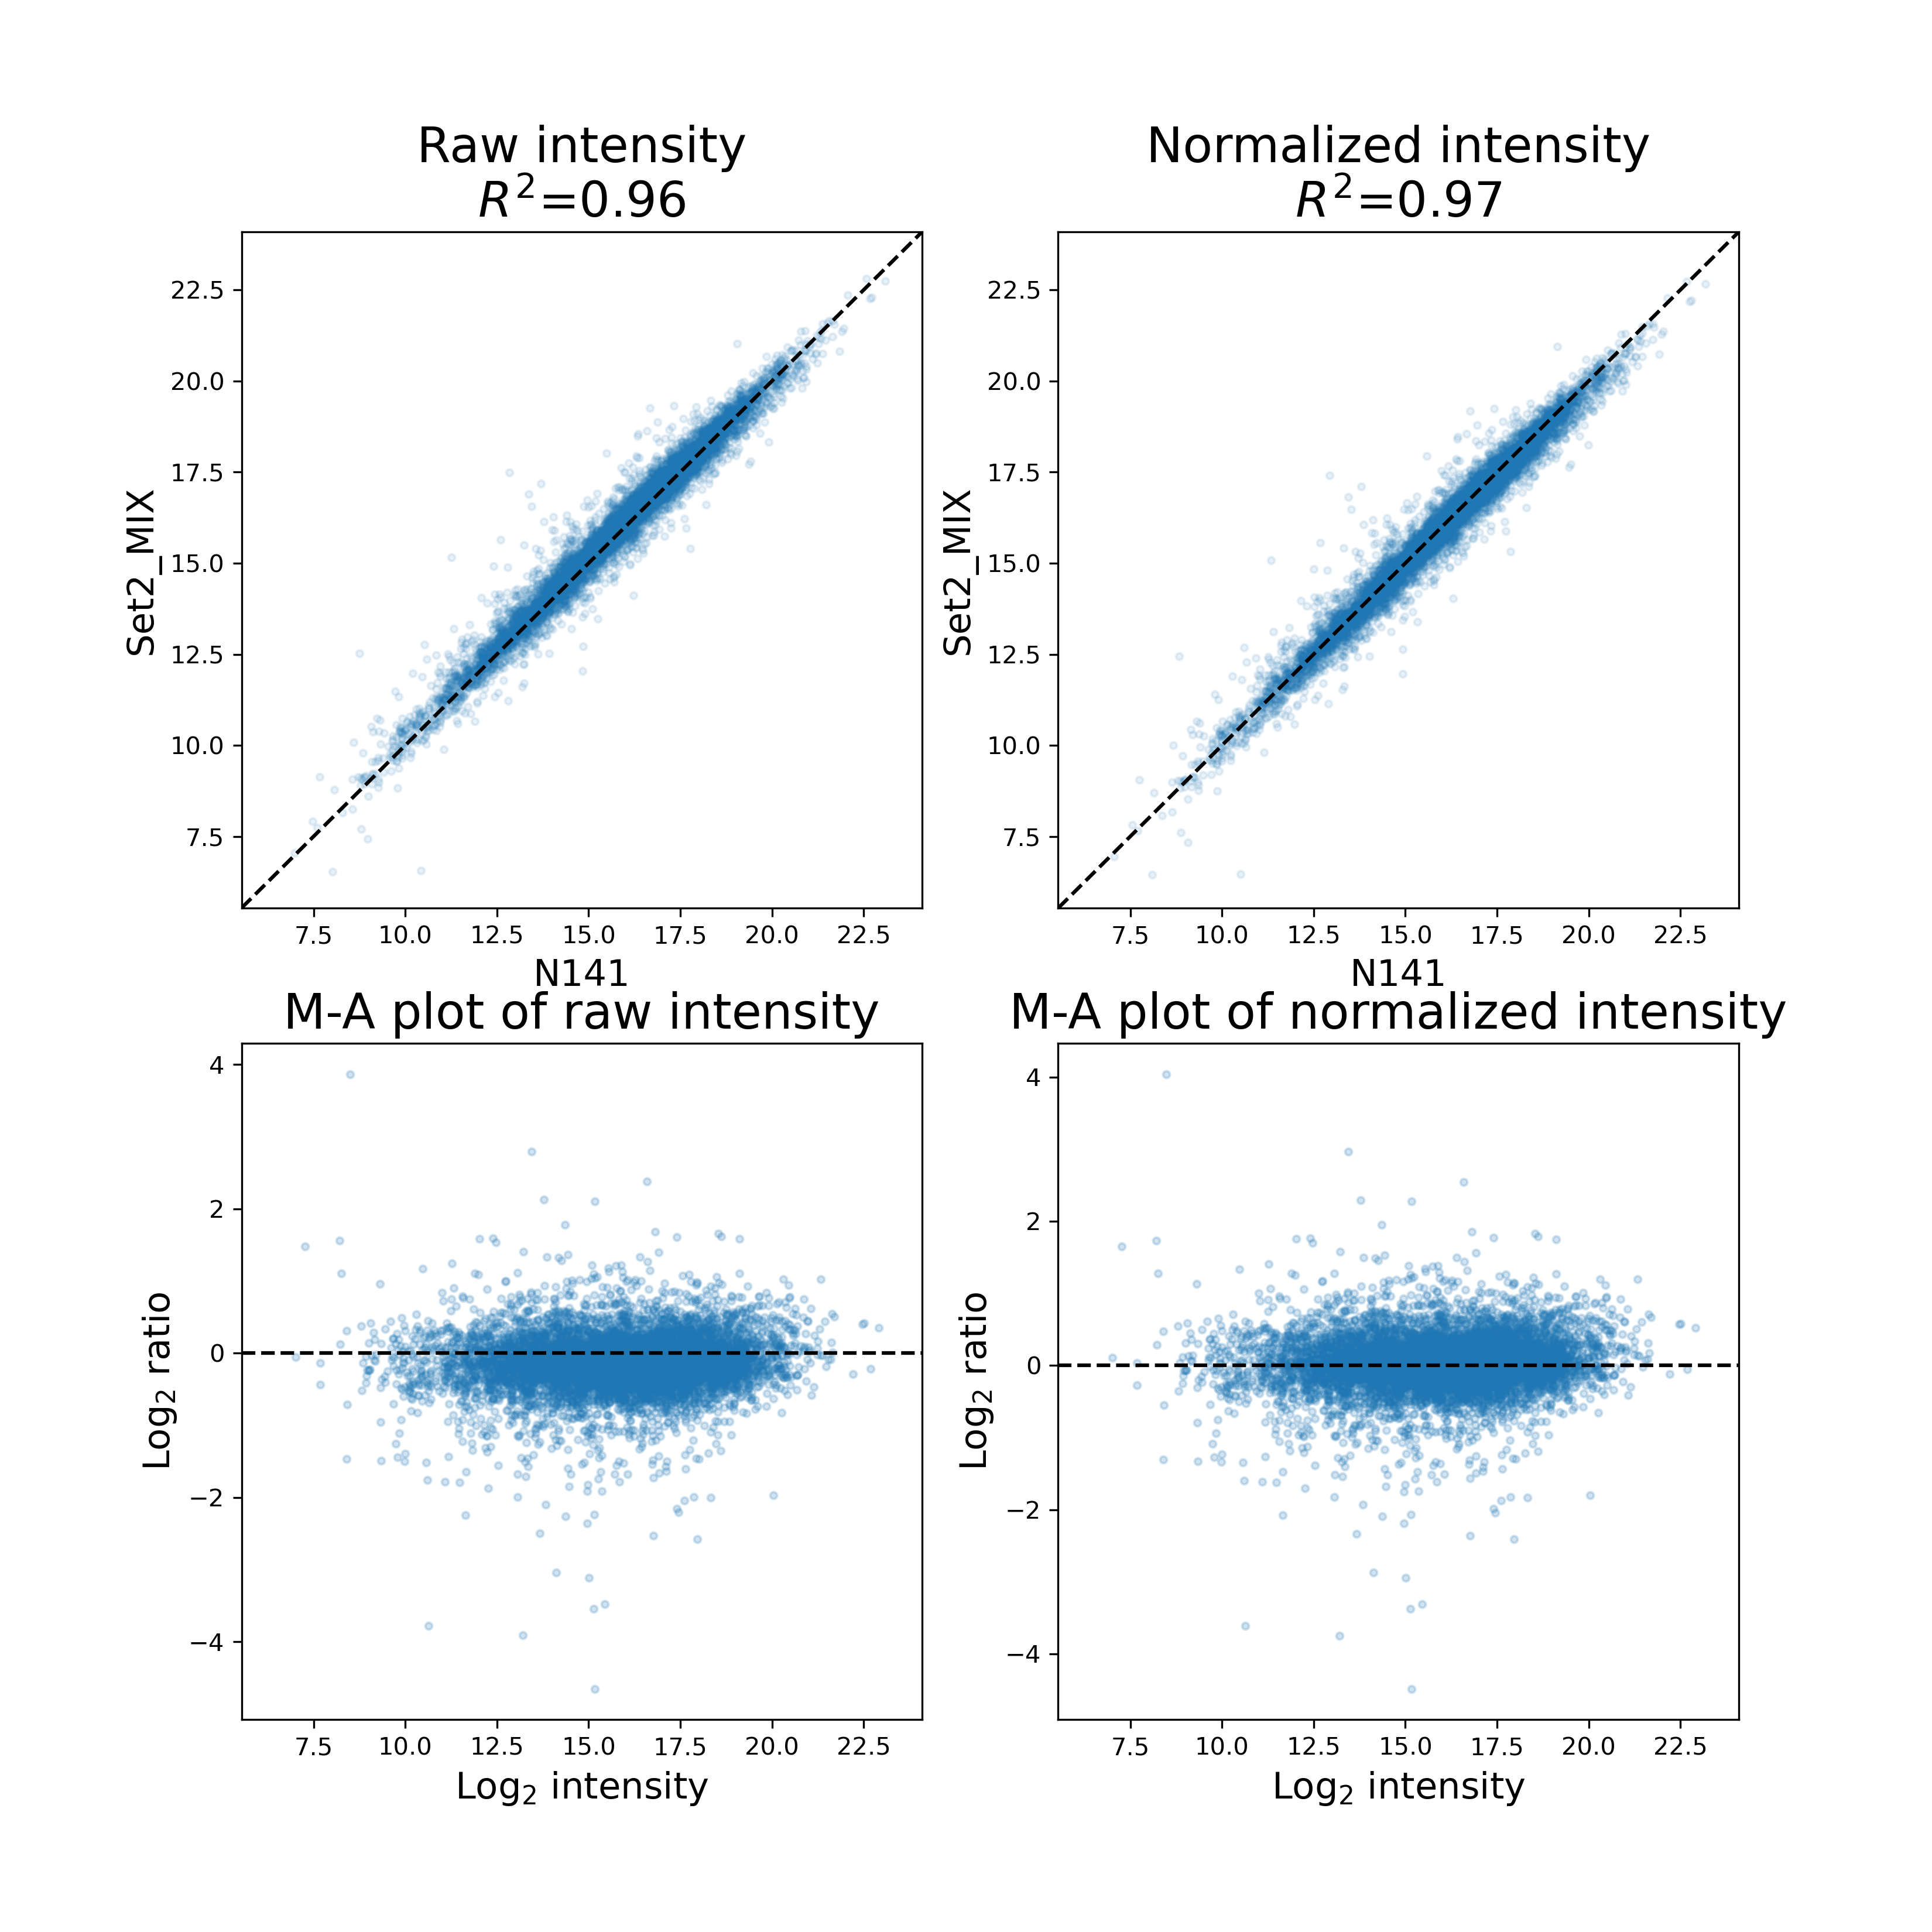 Raw intensity
R²=0.96
22.5
20.0
17.5
15.0
12.5
10.0
7.5
Set2_MIX
7.5 10.0 12.5 15.0 17.5 20.0 22.5
N141
Normalized intensity
R²=0.97
22.5
20.0
17.5
15.0
12.5
10.0
7.5
Set2_MIX
7.5 10.0 12.5 15.0 17.5 20.0 22.5
N141
M-A plot of raw intensity
4
2
0
−2
−4
Log₂ ratio
7.5 10.0 12.5 15.0 17.5 20.0 22.5
Log₂ intensity
M-A plot of normalized intensity
4
2
0
−2
−4
Log₂ ratio
7.5 10.0 12.5 15.0 17.5 20.0 22.5
Log₂ intensity